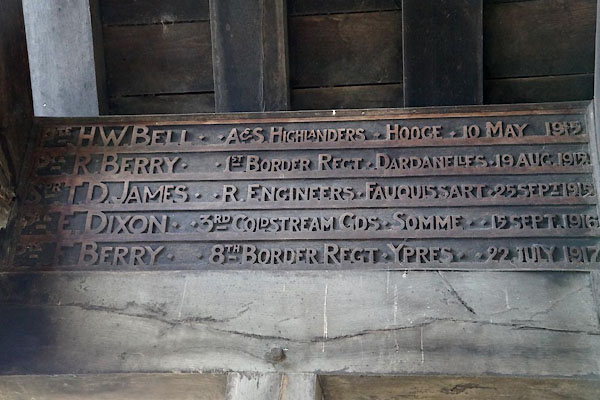 H.W. BELL · A&S HIGHLANDERS · HOOGE · 10 MAY 1915
R. BERRY · 1ST BORDER REGT · DARDANELLES · 19 AUG 1915
T.D. JAMES · R. ENGINEERS · FAUQUISSART · 25 SEPT 1915
E. DIXON · 3RD COLDSTREAM GDS · SOMME · 15 SEPT. 1916
BERRY · 8TH BORDER REGT · YPRES · 22 JULY 1917